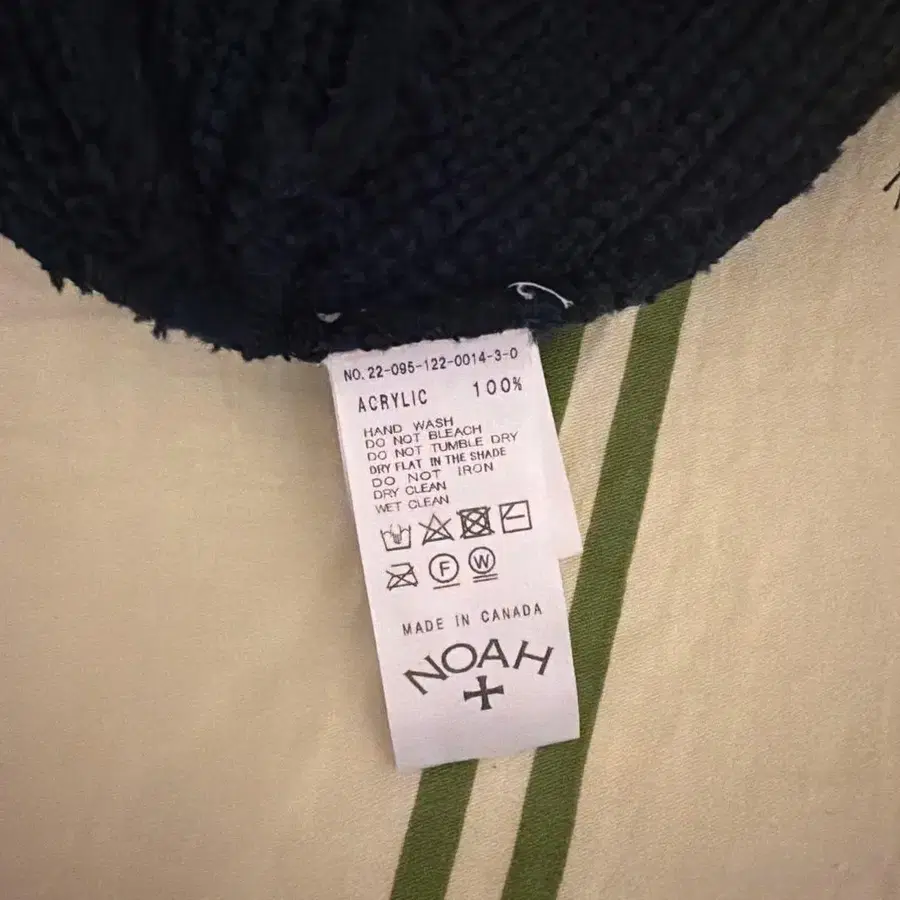 NO.22-095-122-0014-3-0
ACRYLIC 100%
HAND WASH
DO NOT BLEACH
DO NOT TUMBLE DRY
DRY FLAT IN THE SHADE
DO NOT IRON
DRY CLEAN
WET CLEAN
F W
MADE IN CANADA
NOAH